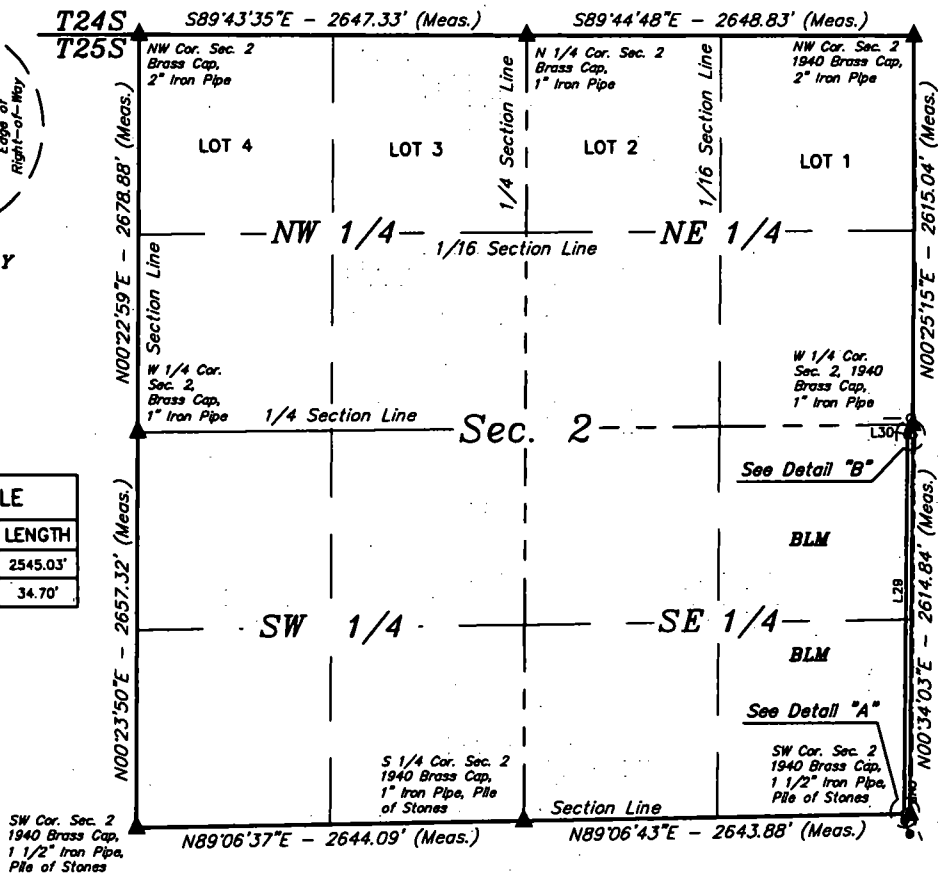 T24S
T25S
S89°43'35"E - 2647.33' (Meas.)
S89°44'48"E - 2648.83' (Meas.)
Edge of
Right-of-Way
Y
NW Cor. Sec. 2
Brass Cap,
2" Iron Pipe
N 1/4 Cor. Sec. 2
Brass Cap,
1" Iron Pipe
NW Cor. Sec. 2
1940 Brass Cap,
2" Iron Pipe
LOT 4
LOT 3
LOT 2
LOT 1
1/4 Section Line
1/16 Section Line
N00°22'59"E - 2678.88' (Meas.)
Section Line
N00°25'15"E - 2615.04' (Meas.)
NW 1/4
NE 1/4
1/16 Section Line
W 1/4 Cor.
Sec. 2,
Brass Cap,
1" Iron Pipe
W 1/4 Cor.
Sec. 2, 1940
Brass Cap,
1" Iron Pipe
1/4 Section Line
Sec. 2
L30
See Detail "B"
LE
LENGTH
2545.03'
34.70'
BLM
L29
N00°23'50"E - 2657.32' (Meas.)
N00°34'03"E - 2614.84' (Meas.)
SW 1/4
SE 1/4
BLM
See Detail "A"
S 1/4 Cor. Sec. 2
1940 Brass Cap,
1" Iron Pipe, Pile
of Stones
SW Cor. Sec. 2
1940 Brass Cap,
1 1/2" Iron Pipe,
Pile of Stones
Section Line
SW Cor. Sec. 2
1940 Brass Cap,
1 1/2" Iron Pipe,
Pile of Stones
N89°06'37"E - 2644.09' (Meas.)
N89°06'43"E - 2643.88' (Meas.)